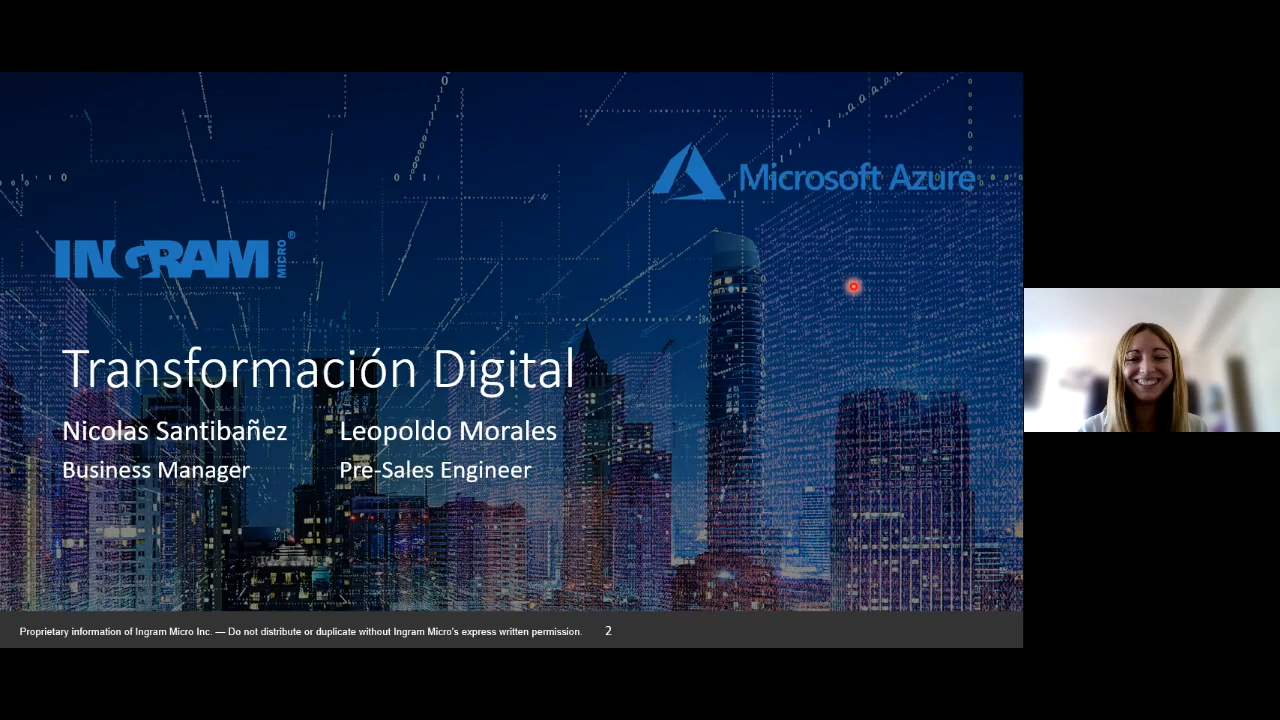 Microsoft Azure
INGRAM MICRO®
Transformación Digital
Nicolas Santibañez Leopoldo Morales
Business Manager Pre-Sales Engineer
Proprietary information of Ingram Micro Inc. — Do not distribute or duplicate without Ingram Micro's express written permission. 2